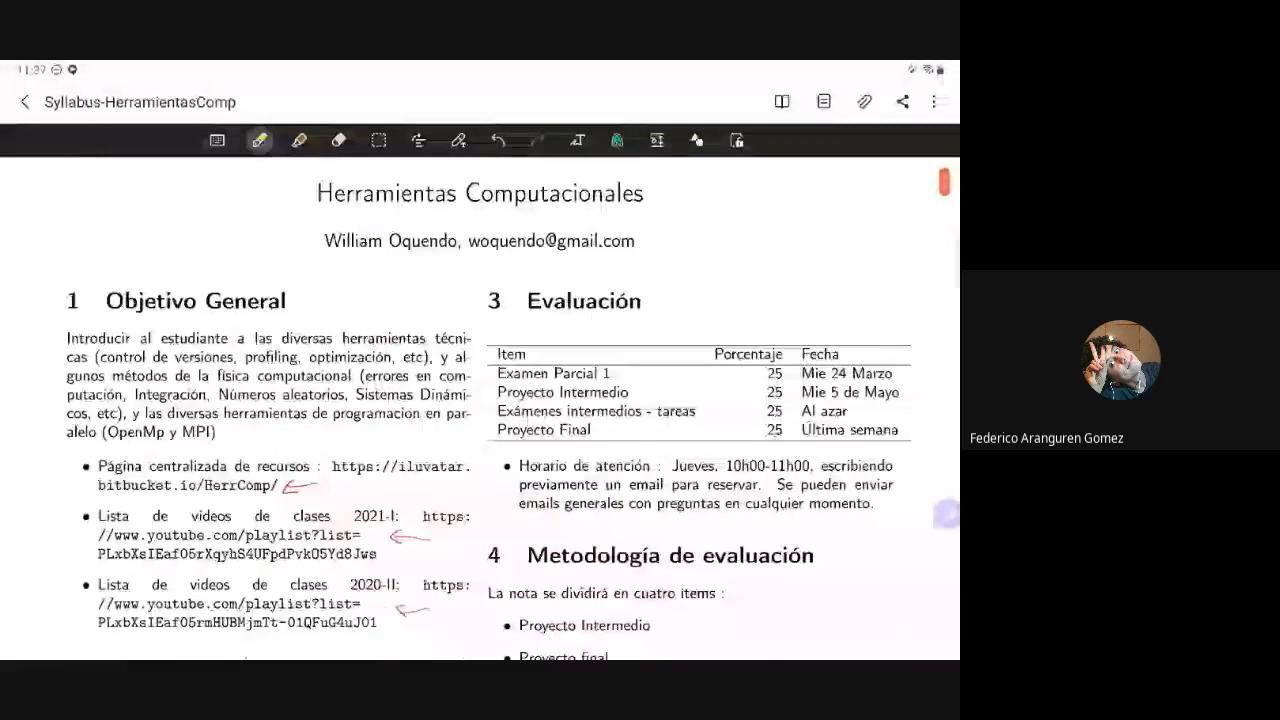 11:37
Syllabus-HerramientasComp
Herramientas Computacionales
William Oquendo, woquendo@gmail.com
1 Objetivo General
Introducir al estudiante a las diversas herramientas técni-
cas (control de versiones, profiling, optimización, etc), y al-
gunos métodos de la física computacional (errores en com-
putación, Integración, Números aleatorios, Sistemas Dinámi-
cos, etc), y las diversas herramientas de programacion en par-
alelo (OpenMp y MPI)
• Página centralizada de recursos : https://iluvatar.
bitbucket.io/HerrComp/
• Lista de videos de clases 2021-I: https:
//www.youtube.com/playlist?list=
PLxbXsIEaf05rXqyhS4UFpdPvkO5Yd8Jws
• Lista de videos de clases 2020-II: https:
//www.youtube.com/playlist?list=
PLxbXsIEaf05rmHUBMjmTt-01QFuG4uJ01
3 Evaluación
Item Porcentaje Fecha
Examen Parcial 1 25 Mie 24 Marzo
Proyecto Intermedio 25 Mie 5 de Mayo
Exámenes intermedios - tareas 25 Al azar
Proyecto Final 25 Última semana
• Horario de atención : Jueves, 10h00-11h00, escribiendo
previamente un email para reservar. Se pueden enviar
emails generales con preguntas en cualquier momento.
4 Metodología de evaluación
La nota se dividirá en cuatro items :
• Proyecto Intermedio
• Proyecto final
Federico Aranguren Gomez